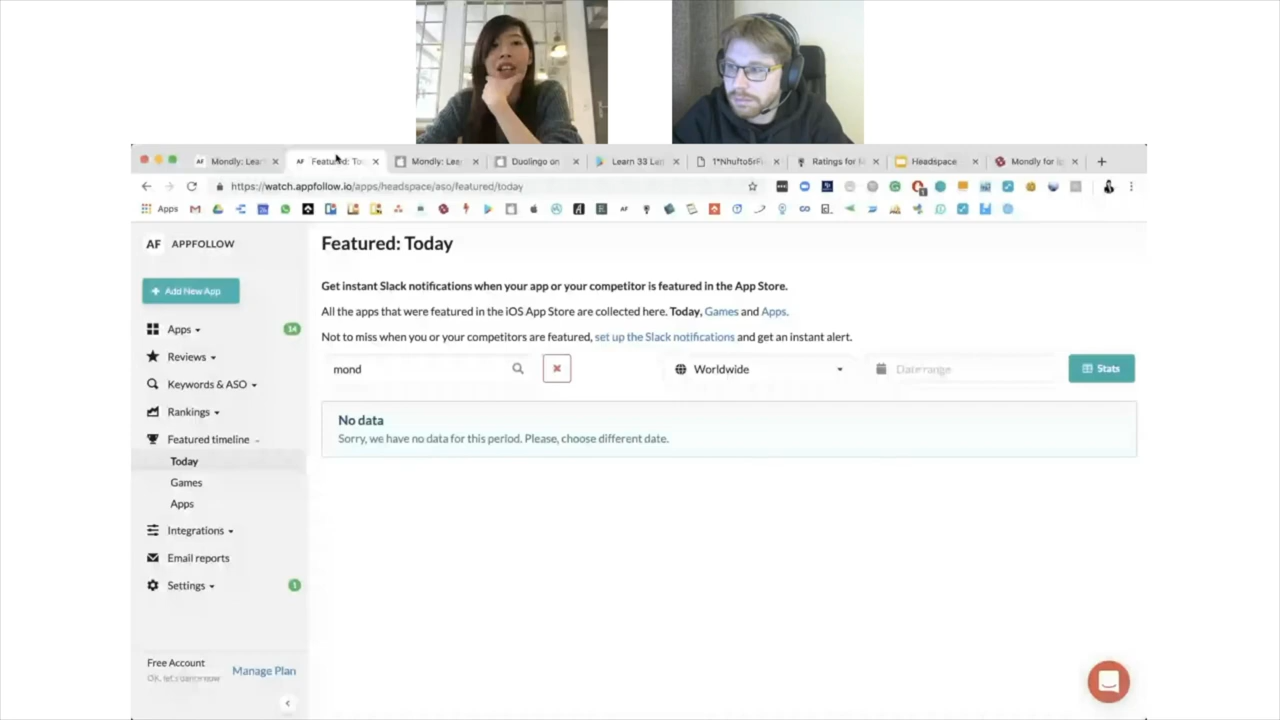 Mondly: Lear
Featured: To
Mondly: Lea
Duolingo on
Learn 33 Lan
Ratings for M
Headspace
Mondly for ip
https://watch.appfollow.io/apps/headspace/aso/featured/today
Apps
AF APPFOLLOW
Add New App
Apps 14
Reviews
Keywords & ASO
Rankings
Featured timeline
Today
Games
Apps
Integrations
Email reports
Settings 1
Free Account
Manage Plan
Featured: Today
Get instant Slack notifications when your app or your competitor is featured in the App Store.
All the apps that were featured in the iOS App Store are collected here. Today, Games and Apps.
Not to miss when you or your competitors are featured, set up the Slack notifications and get an instant alert.
mond
Worldwide
Date range
Stats
No data
Sorry, we have no data for this period. Please, choose different date.